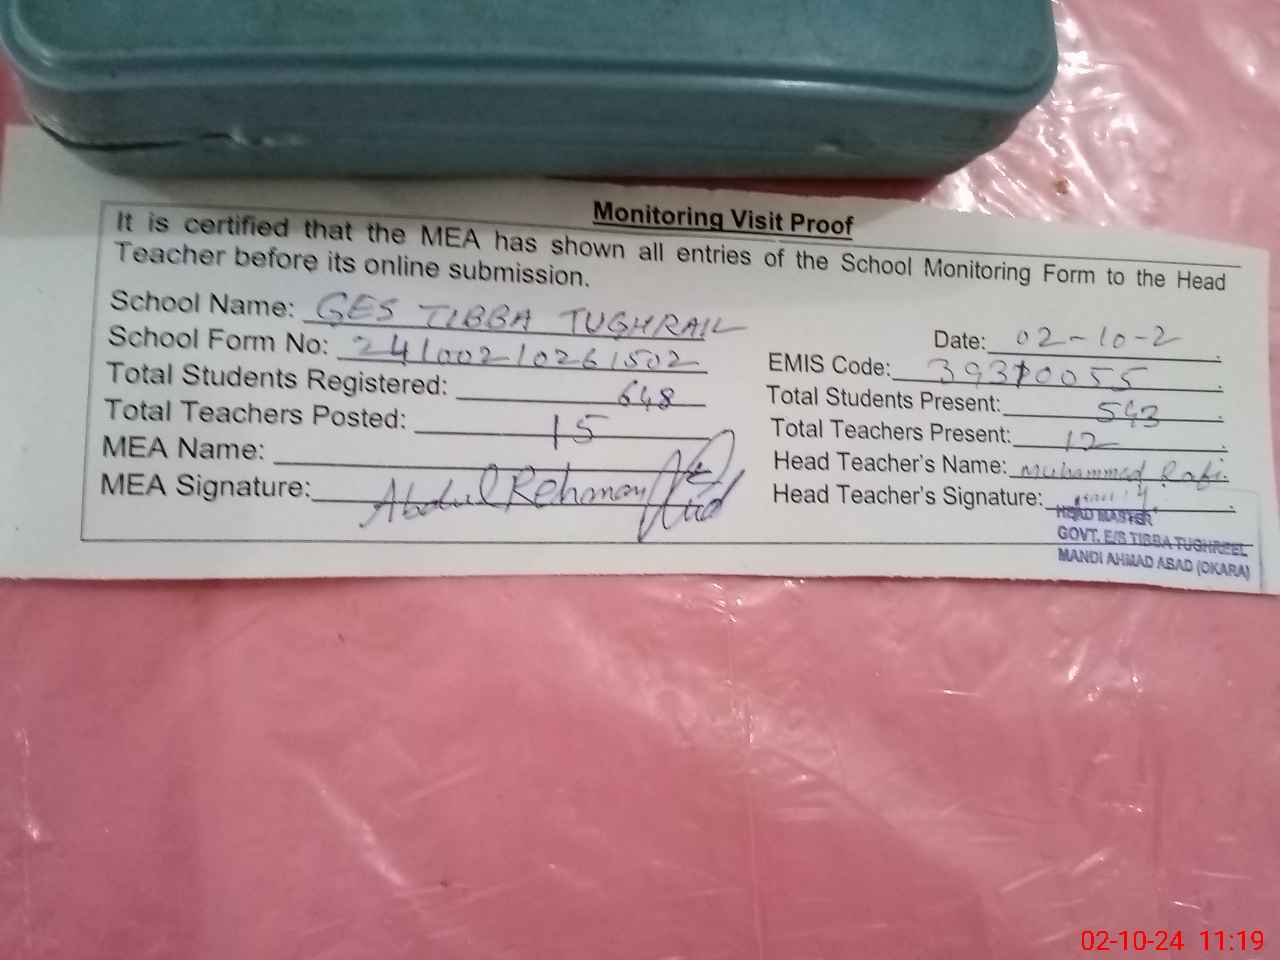 Monitoring Visit Proof
It is certified that the MEA has shown all entries of the School Monitoring Form to the Head
Teacher before its online submission.
School Name: GES TIBBA TUGHRAIL
Date: 02-10-2
School Form No: 24100210261502
EMIS Code: 39310055
Total Students Registered: 648
Total Students Present: 543
Total Teachers Posted: 15
Total Teachers Present: 12
MEA Name:
Head Teacher's Name: Muhammad Rafi
MEA Signature: Abdul Rehman
Head Teacher's Signature:
HEAD MASTER
GOVT. E/S TIBBA TUGHREEL
MANDI AHMAD ABAD (OKARA)
02-10-24 11:19